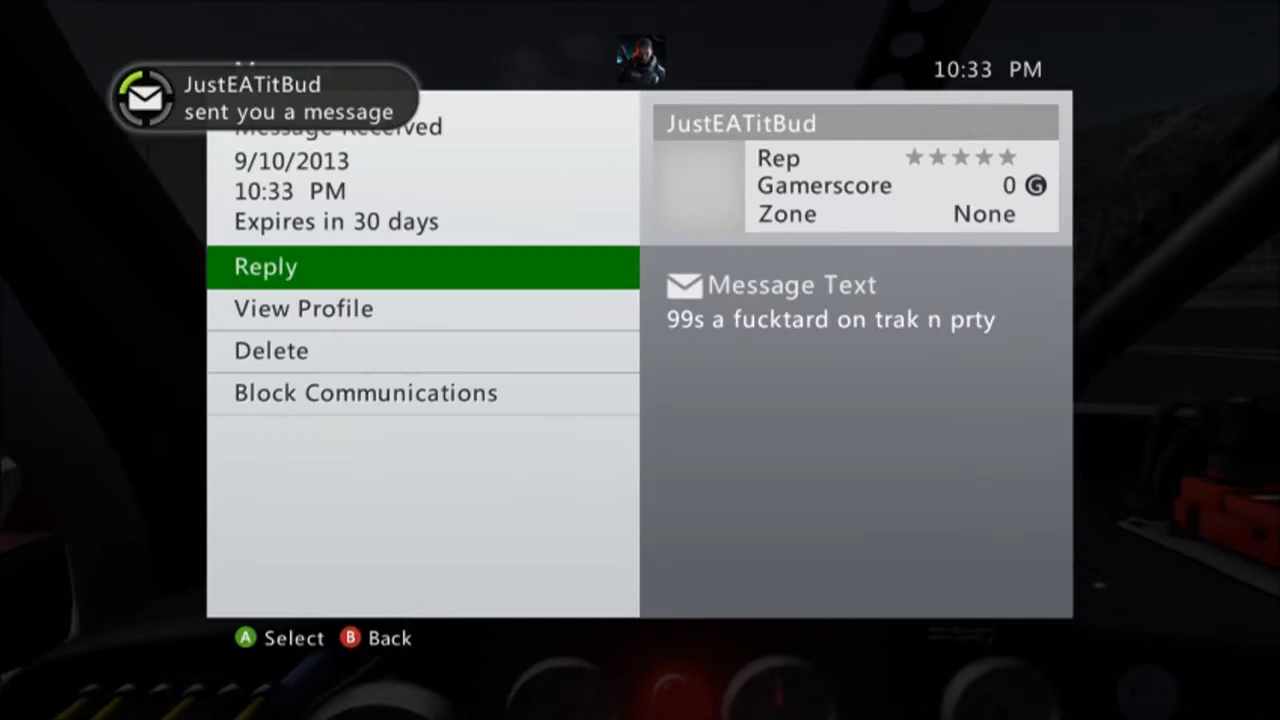 JustEATitBud
sent you a message
10:33 PM
Message Received
9/10/2013
10:33 PM
Expires in 30 days
Reply
View Profile
Delete
Block Communications
JustEATitBud
Rep
Gamerscore 0 G
Zone None
Message Text
99s a fucktard on trak n prty
A Select B Back